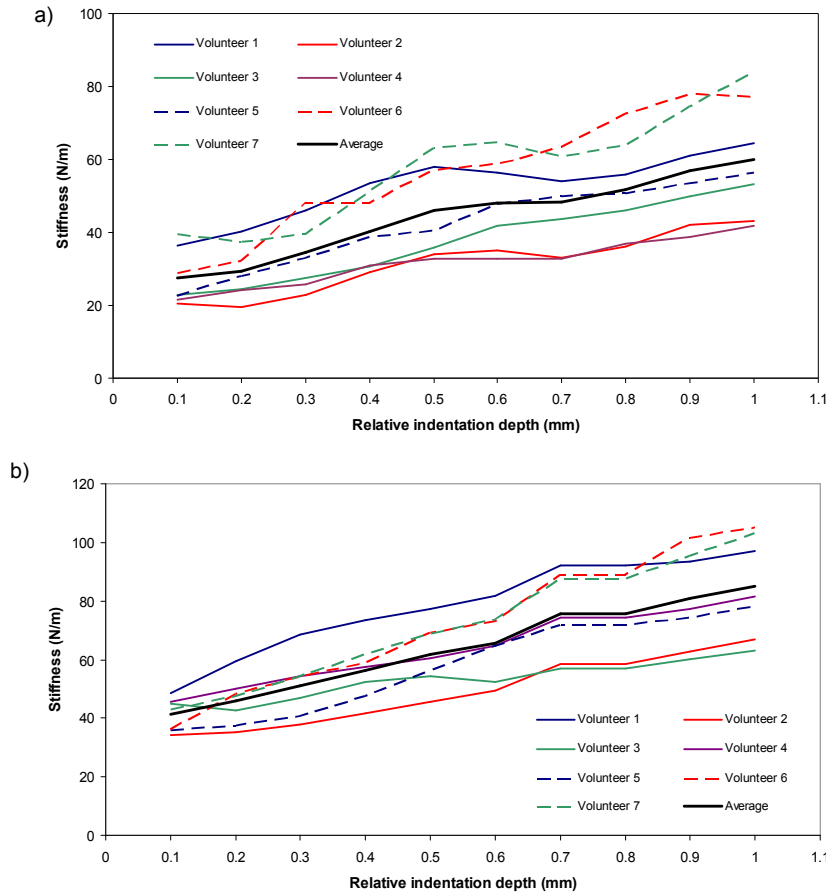 a)
100
80
60
40
20
0
Stiffness (N/m)
Volunteer 1 Volunteer 2
Volunteer 3 Volunteer 4
Volunteer 5 Volunteer 6
Volunteer 7 Average
0 0.1 0.2 0.3 0.4 0.5 0.6 0.7 0.8 0.9 1 1.1
Relative indentation depth (mm)
b)
120
100
80
60
40
20
0
Stiffness (N/m)
Volunteer 1 Volunteer 2
Volunteer 3 Volunteer 4
Volunteer 5 Volunteer 6
Volunteer 7 Average
0 0.1 0.2 0.3 0.4 0.5 0.6 0.7 0.8 0.9 1 1.1
Relative indentation depth (mm)